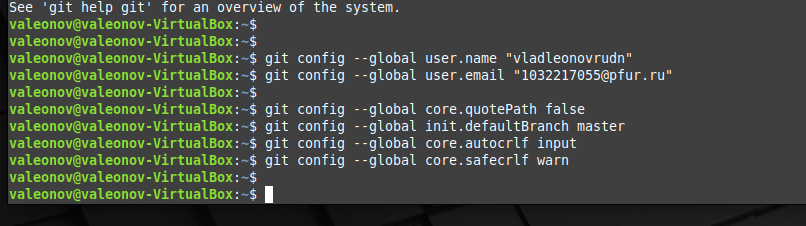 See 'git help git' for an overview of the system.
valeonov@valeonov-VirtualBox:~$
valeonov@valeonov-VirtualBox:~$
valeonov@valeonov-VirtualBox:~$ git config --global user.name "vladleonovrudn"
valeonov@valeonov-VirtualBox:~$ git config --global user.email "1032217055@pfur.ru"
valeonov@valeonov-VirtualBox:~$
valeonov@valeonov-VirtualBox:~$ git config --global core.quotePath false
valeonov@valeonov-VirtualBox:~$ git config --global init.defaultBranch master
valeonov@valeonov-VirtualBox:~$ git config --global core.autocrlf input
valeonov@valeonov-VirtualBox:~$ git config --global core.safecrlf warn
valeonov@valeonov-VirtualBox:~$
valeonov@valeonov-VirtualBox:~$